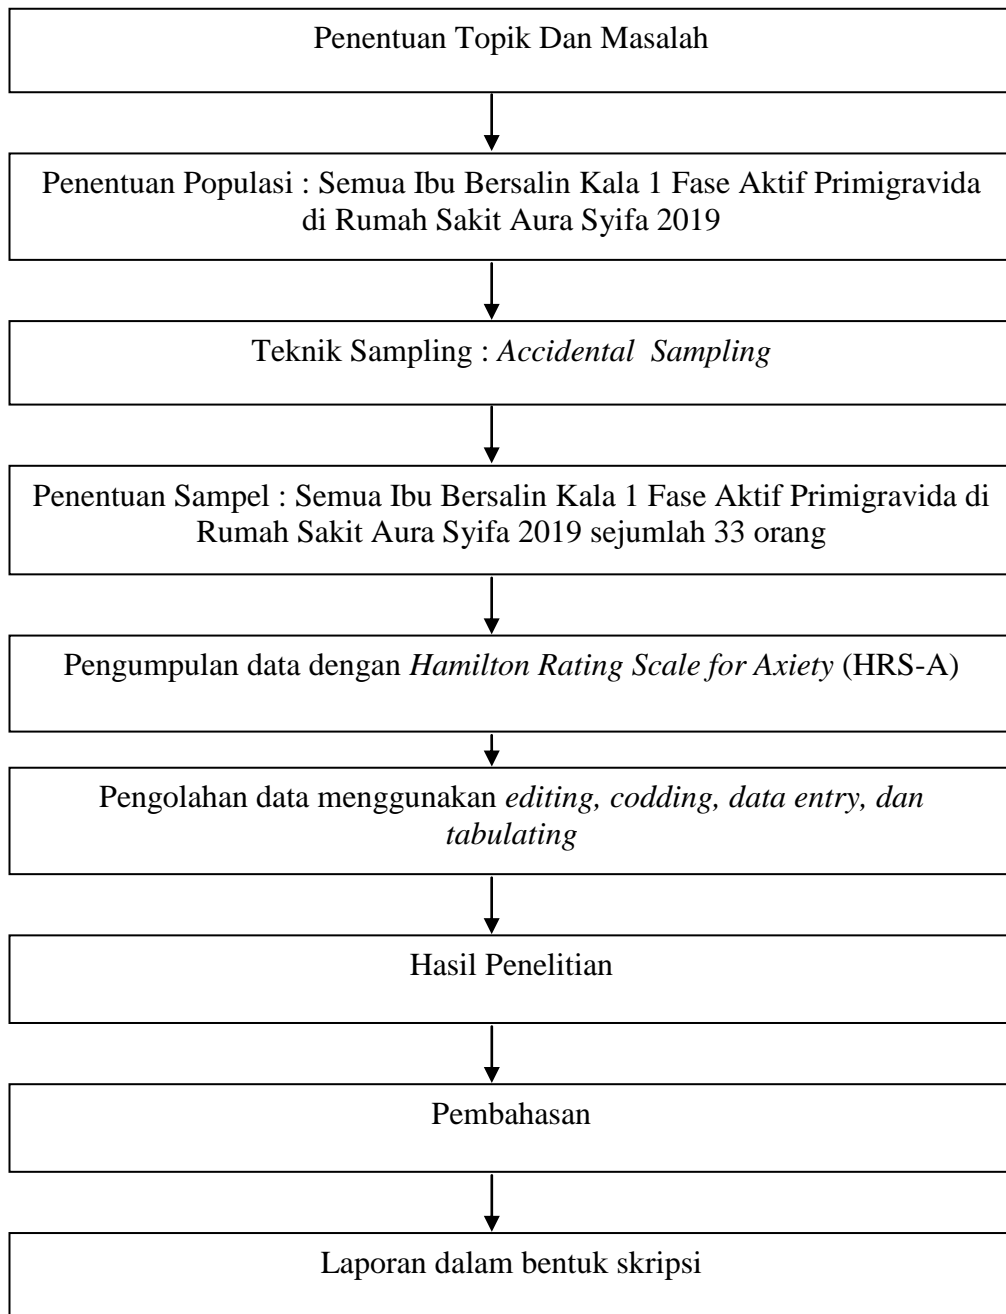 Penentuan Topik Dan Masalah
Penentuan Populasi : Semua Ibu Bersalin Kala 1 Fase Aktif Primigravida
di Rumah Sakit Aura Syifa 2019
Teknik Sampling : Accidental Sampling
Penentuan Sampel : Semua Ibu Bersalin Kala 1 Fase Aktif Primigravida di
Rumah Sakit Aura Syifa 2019 sejumlah 33 orang
Pengumpulan data dengan Hamilton Rating Scale for Axiety (HRS-A)
Pengolahan data menggunakan editing, codding, data entry, dan
tabulating
Hasil Penelitian
Pembahasan
Laporan dalam bentuk skripsi